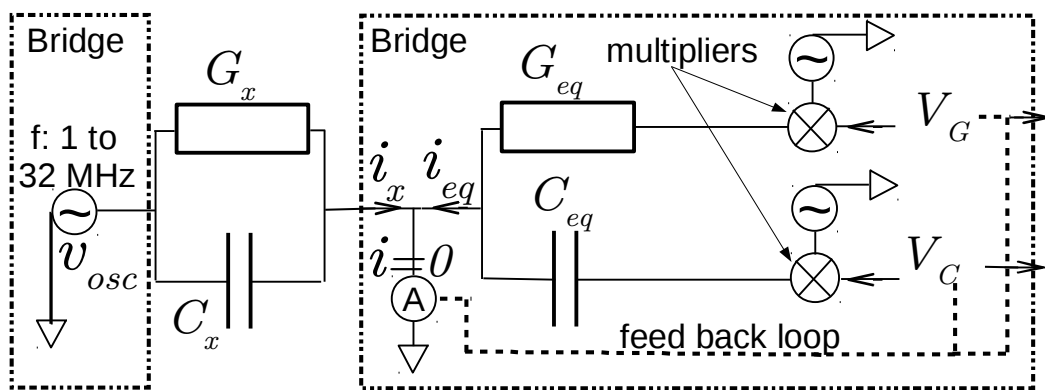 Bridge
Bridge
multipliers
G_x
G_eq
V_G
f: 1 to
32 MHz
~
~
~
i_x
i_eq
C_eq
v_osc
i=0
V_C
A
C_x
feed back loop